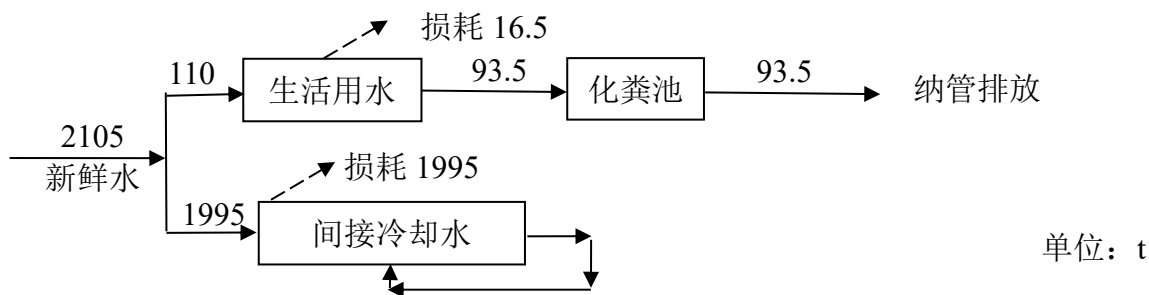 损耗 16.5
110
生活用水
93.5
化粪池
93.5
纳管排放
2105
新鲜水
损耗 1995
1995
间接冷却水
单位：t